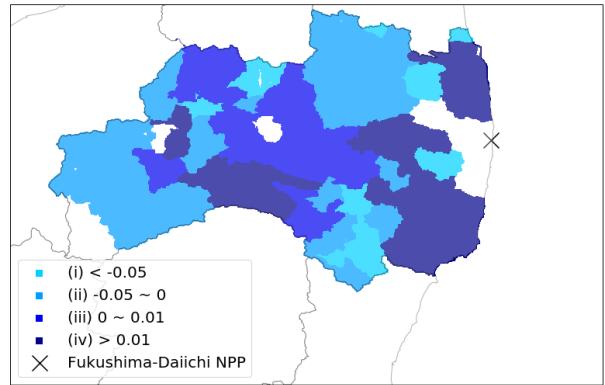 (i) < -0.05
(ii) -0.05 ~ 0
(iii) 0 ~ 0.01
(iv) > 0.01
Fukushima-Daiichi NPP